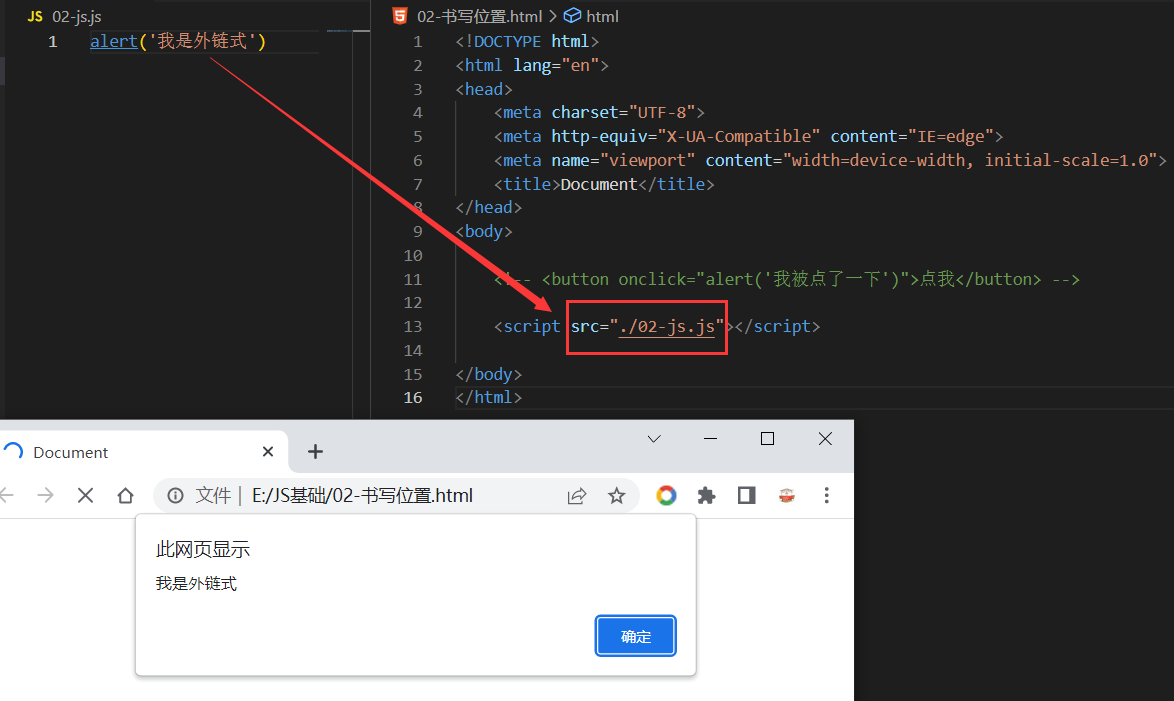 JS 02-js.js
1 alert('我是外链式')
02-书写位置.html > html
1 <!DOCTYPE html>
2 <html lang="en">
3 <head>
4 <meta charset="UTF-8">
5 <meta http-equiv="X-UA-Compatible" content="IE=edge">
6 <meta name="viewport" content="width=device-width, initial-scale=1.0">
7 <title>Document</title>
8 </head>
9 <body>
10
11 <!-- <button onclick="alert('我被点了一下')">点我</button> -->
12
13 <script src="./02-js.js"></script>
14
15 </body>
16 </html>
Document
文件 | E:/JS基础/02-书写位置.html
此网页显示
我是外链式
确定